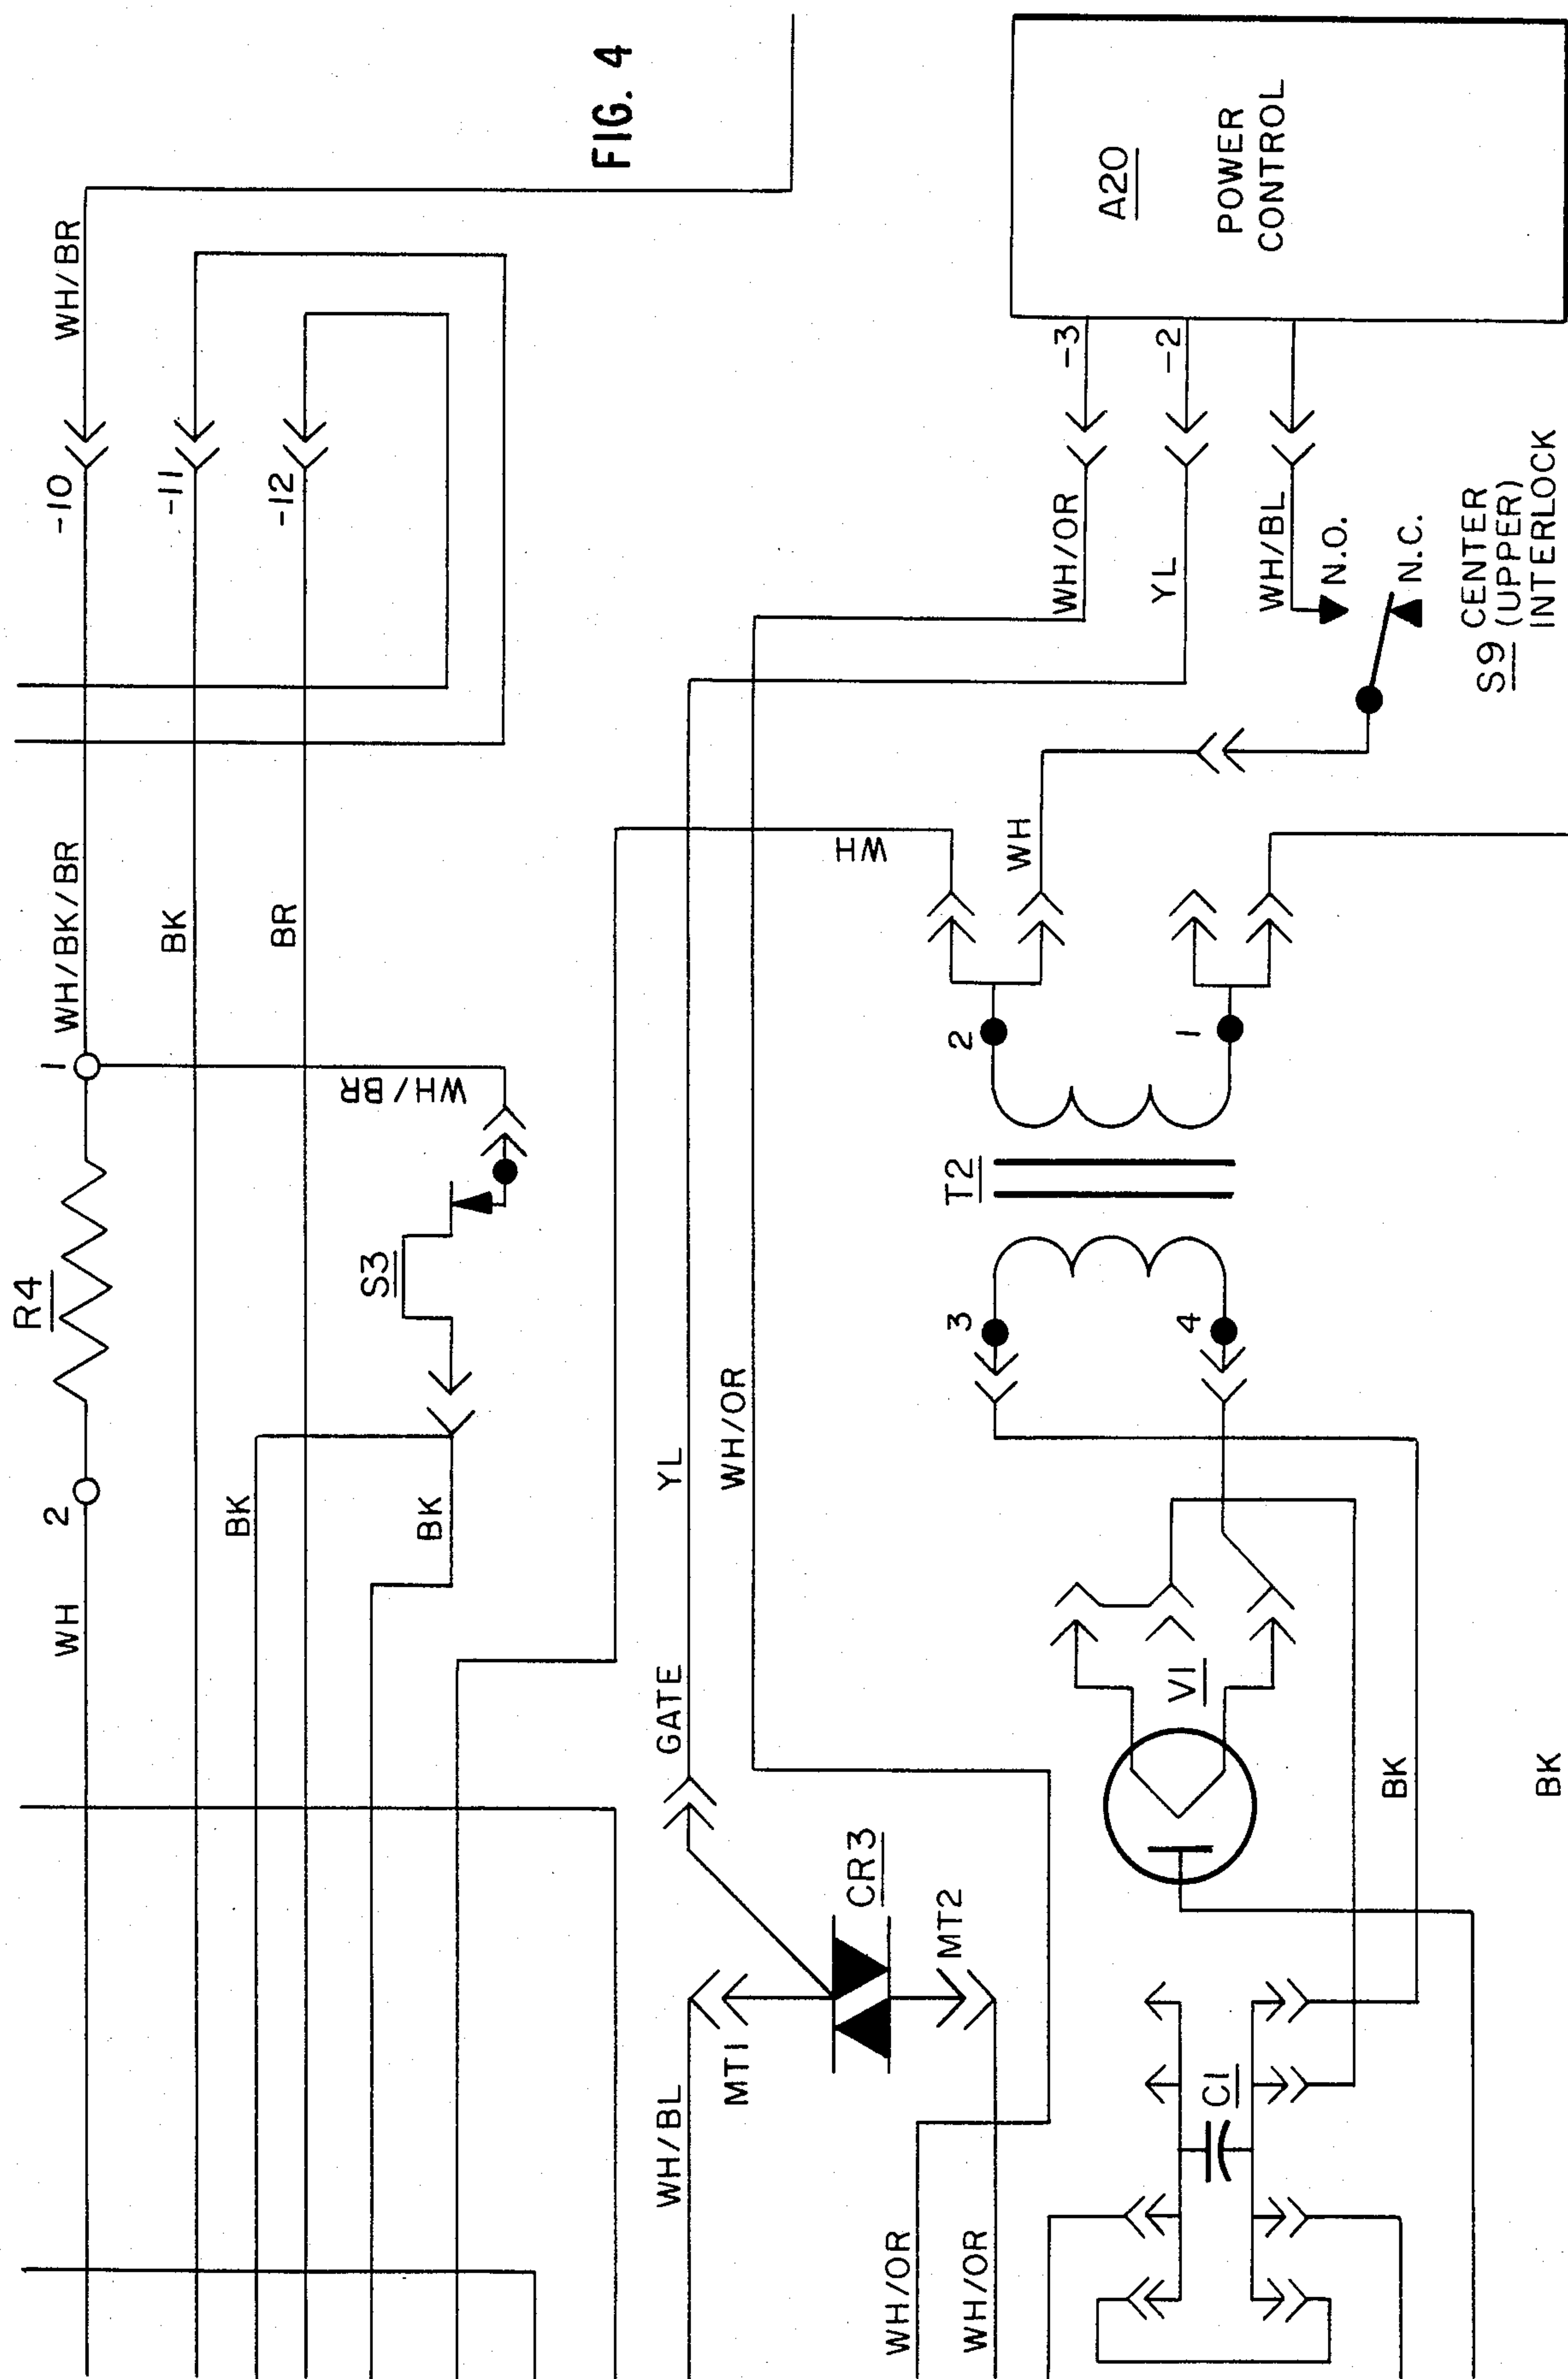 FIG. 4
WH/BR
-10
-11
-12
WH/BK/BR
BK
BR
1
WH/BR
R4
S3
2
WH
BK
BK
A20
POWER
CONTROL
-3
-2
WH/OR
YL
WH/BL
N.O.
N.C.
S9
CENTER
(UPPER)
INTERLOCK
WH
WH
2
1
T2
3
4
YL
WH/OR
GATE
V1
CR3
MT2
MT1
WH/BL
C1
BK
BK
WH/OR
WH/OR